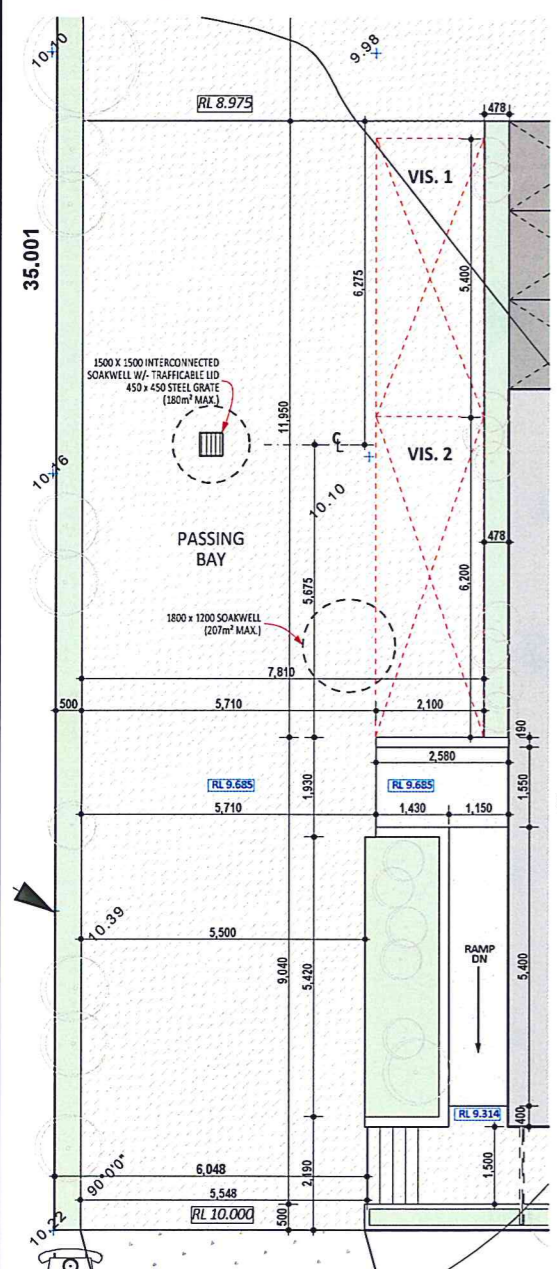 10.10
9.98
RL 8.975
478
VIS. 1
35.001
6,275
5,400
1500 X 1500 INTERCONNECTED
SOAKWELL W/- TRAFFICABLE LID
450 x 450 STEEL GRATE
(180m² MAX.)
11,950
CL
VIS. 2
10.16
10.10
PASSING
BAY
478
5,675
6,200
1800 x 1200 SOAKWELL
(207m² MAX.)
7,810
500
5,710
2,100
190
2,580
RL 9.685
1,930
RL 9.685
1,550
5,710
1,430
1,150
10.39
5,500
RAMP
DN
9,040
5,420
5,400
RL 9.314
400
6,048
2,190
1,500
90°0'0"
5,548
10.22
RL 10.000
500